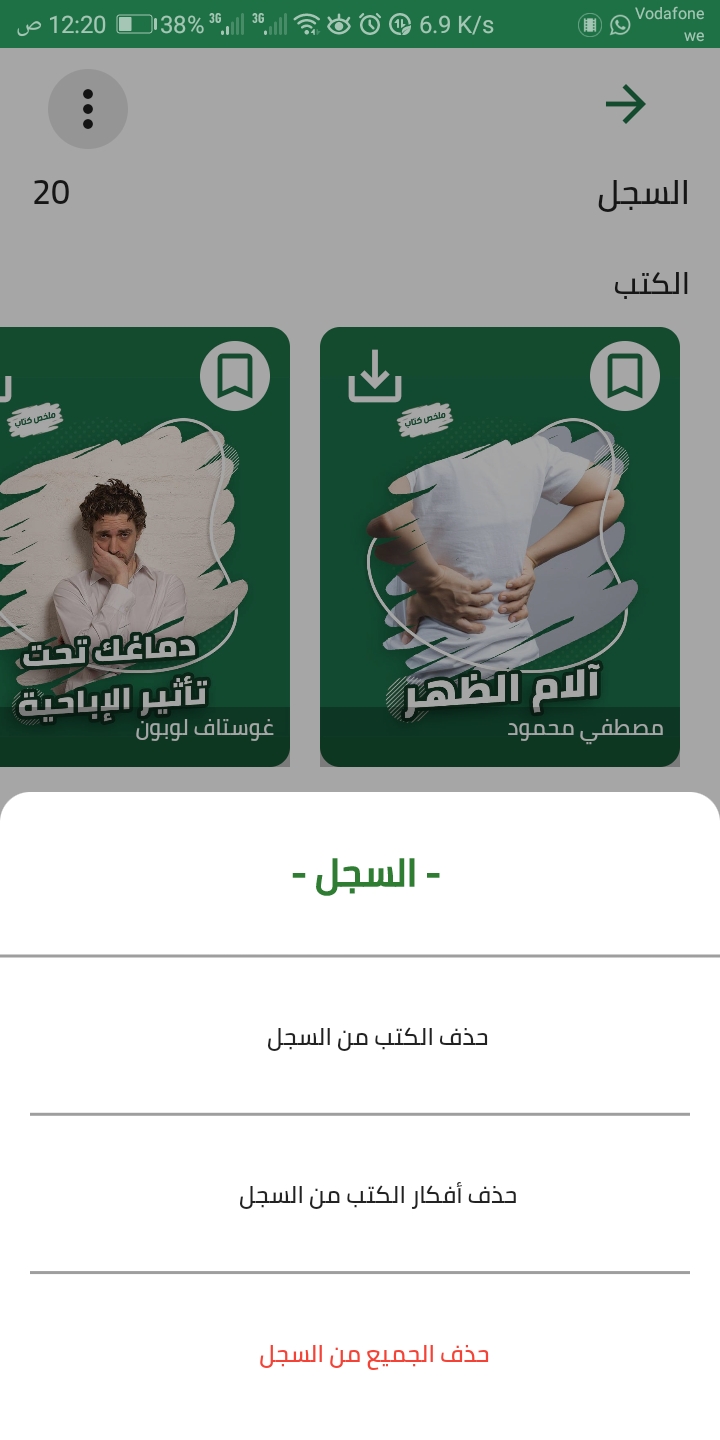 ص 12:20 38% 3G 3G 6.9 K/s Vodafone
we
السجل 20
الكتب
ملخص كتاب
آلام الظهر
مصطفي محمود
ملخص كتاب
دماغك تحت
تأثير الإباحية
غوستاف لوبون
- السجل -
حذف الكتب من السجل
حذف أفكار الكتب من السجل
حذف الجميع من السجل